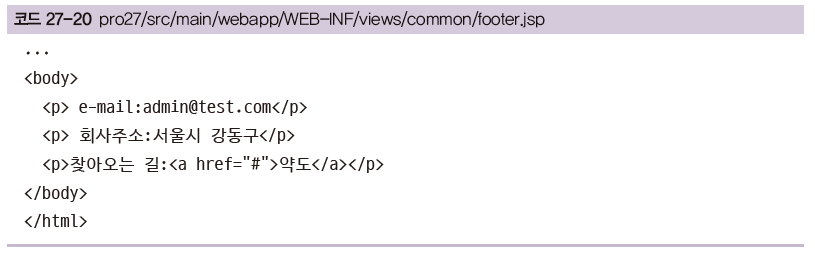 코드 27-20 pro27/src/main/webapp/WEB-INF/views/common/footer.jsp
...
<body>
<p> e-mail:admin@test.com</p>
<p> 회사주소:서울시 강동구</p>
<p>찾아오는 길:<a href="#">약도</a></p>
</body>
</html>